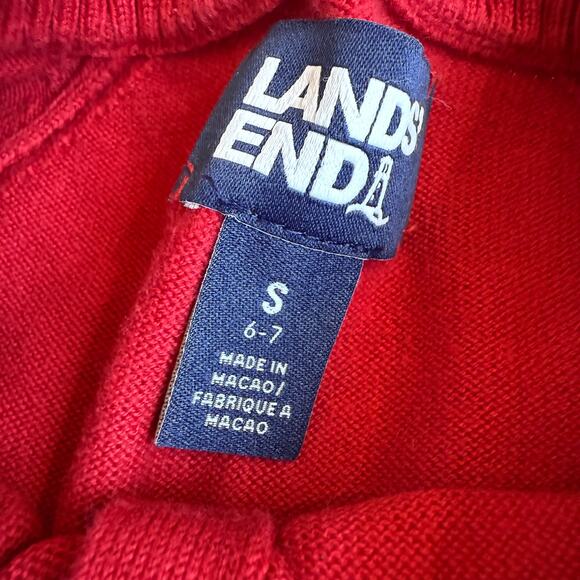 LANDS'
END
S
6-7
MADE IN
MACAO/
FABRIQUE A
MACAO